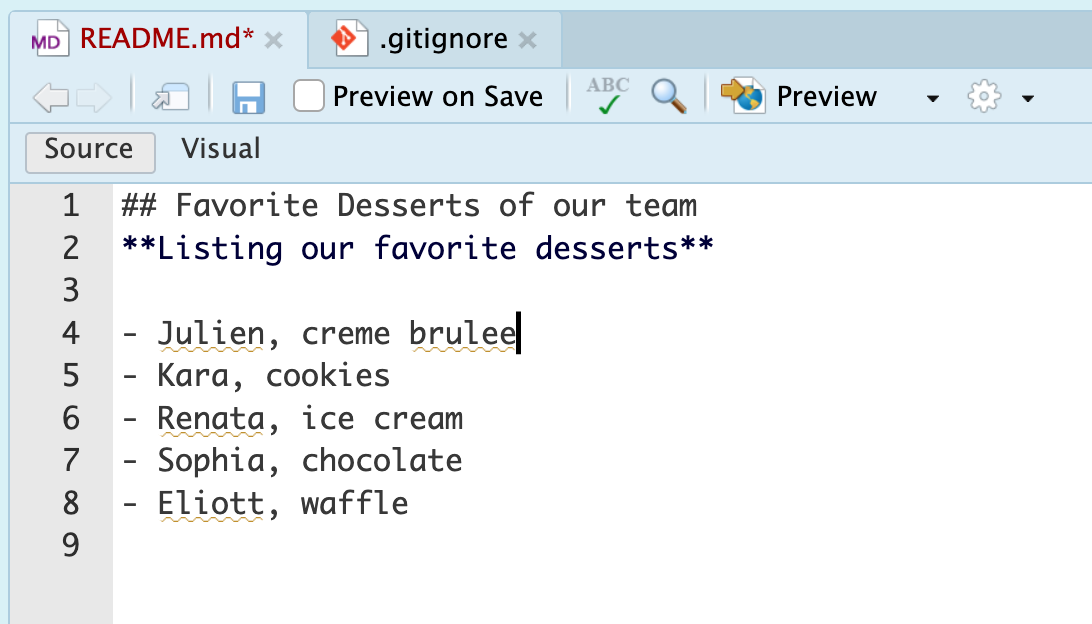 MD README.md* .gitignore
Preview on Save ABC Preview
Source Visual
1 ## Favorite Desserts of our team
2 **Listing our favorite desserts**
3
4 - Julien, creme brulee
5 - Kara, cookies
6 - Renata, ice cream
7 - Sophia, chocolate
8 - Eliott, waffle
9